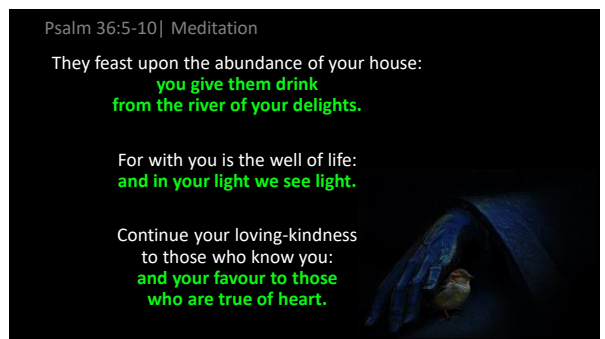 Psalm 36:5-10| Meditation
They feast upon the abundance of your house:
you give them drink
from the river of your delights.
For with you is the well of life:
and in your light we see light.
Continue your loving-kindness
to those who know you:
and your favour to those
who are true of heart.